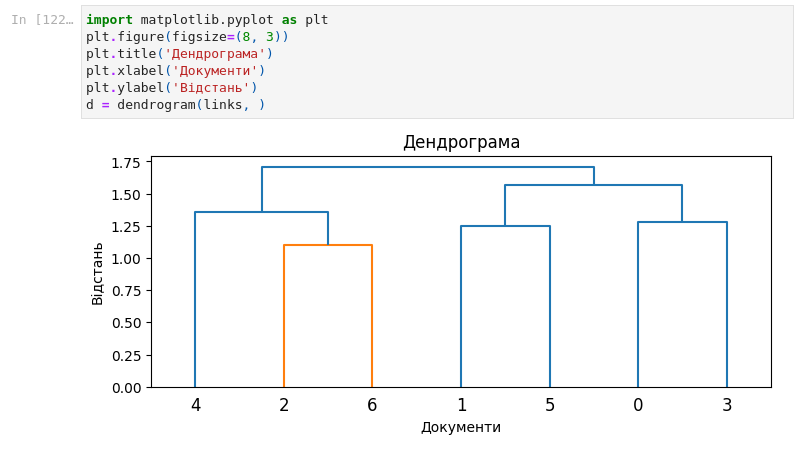 In [122…
import matplotlib.pyplot as plt
plt.figure(figsize=(8, 3))
plt.title('Дендрограма')
plt.xlabel('Документи')
plt.ylabel('Відстань')
d = dendrogram(links, )
Дендрограма
1.75
1.50
1.25
1.00
0.75
0.50
0.25
0.00
Відстань
4 2 6 1 5 0 3
Документи